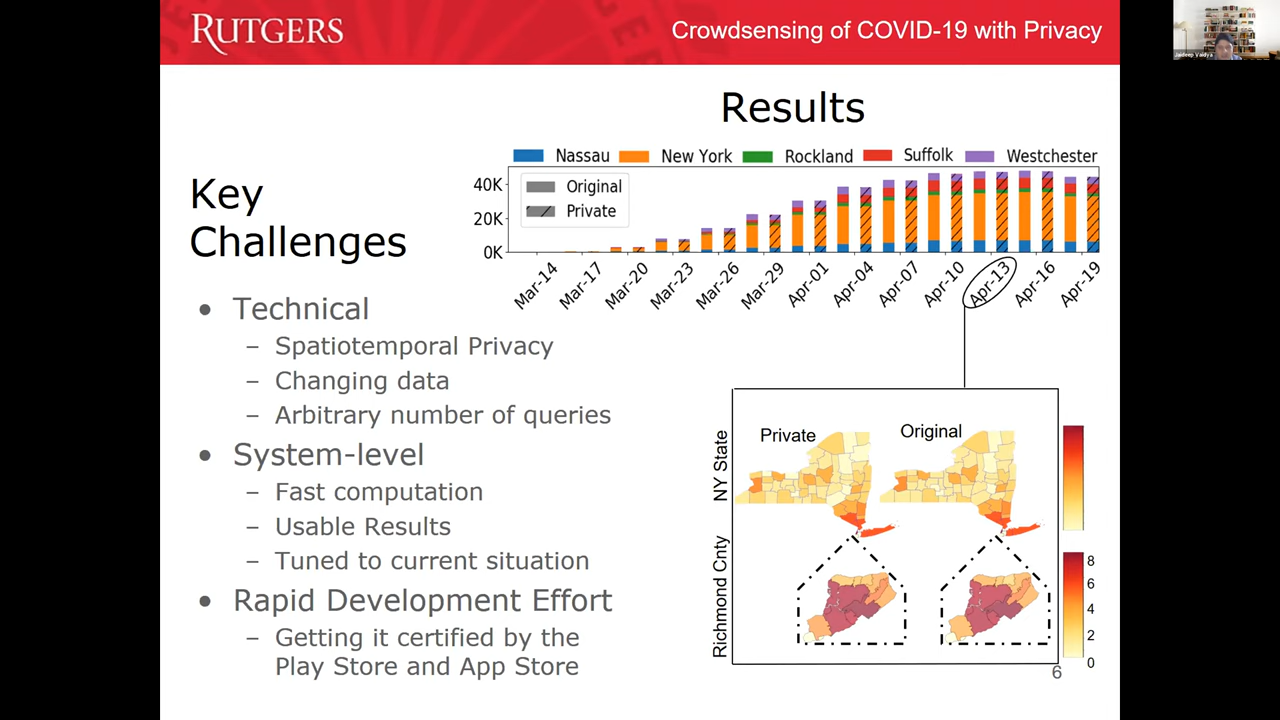 RUTGERS
Crowdsensing of COVID-19 with Privacy
Jaideep Vaidya
Results
Key
Challenges
• Technical
– Spatiotemporal Privacy
– Changing data
– Arbitrary number of queries
• System-level
– Fast computation
– Usable Results
– Tuned to current situation
• Rapid Development Effort
– Getting it certified by the
Play Store and App Store
Nassau New York Rockland Suffolk Westchester
Original
Private
40K
20K
0K
Mar-14 Mar-17 Mar-20 Mar-23 Mar-26 Mar-29 Apr-01 Apr-04 Apr-07 Apr-10 Apr-13 Apr-16 Apr-19
NY State
Private Original
Richmond Cnty
8
6
4
2
0
6